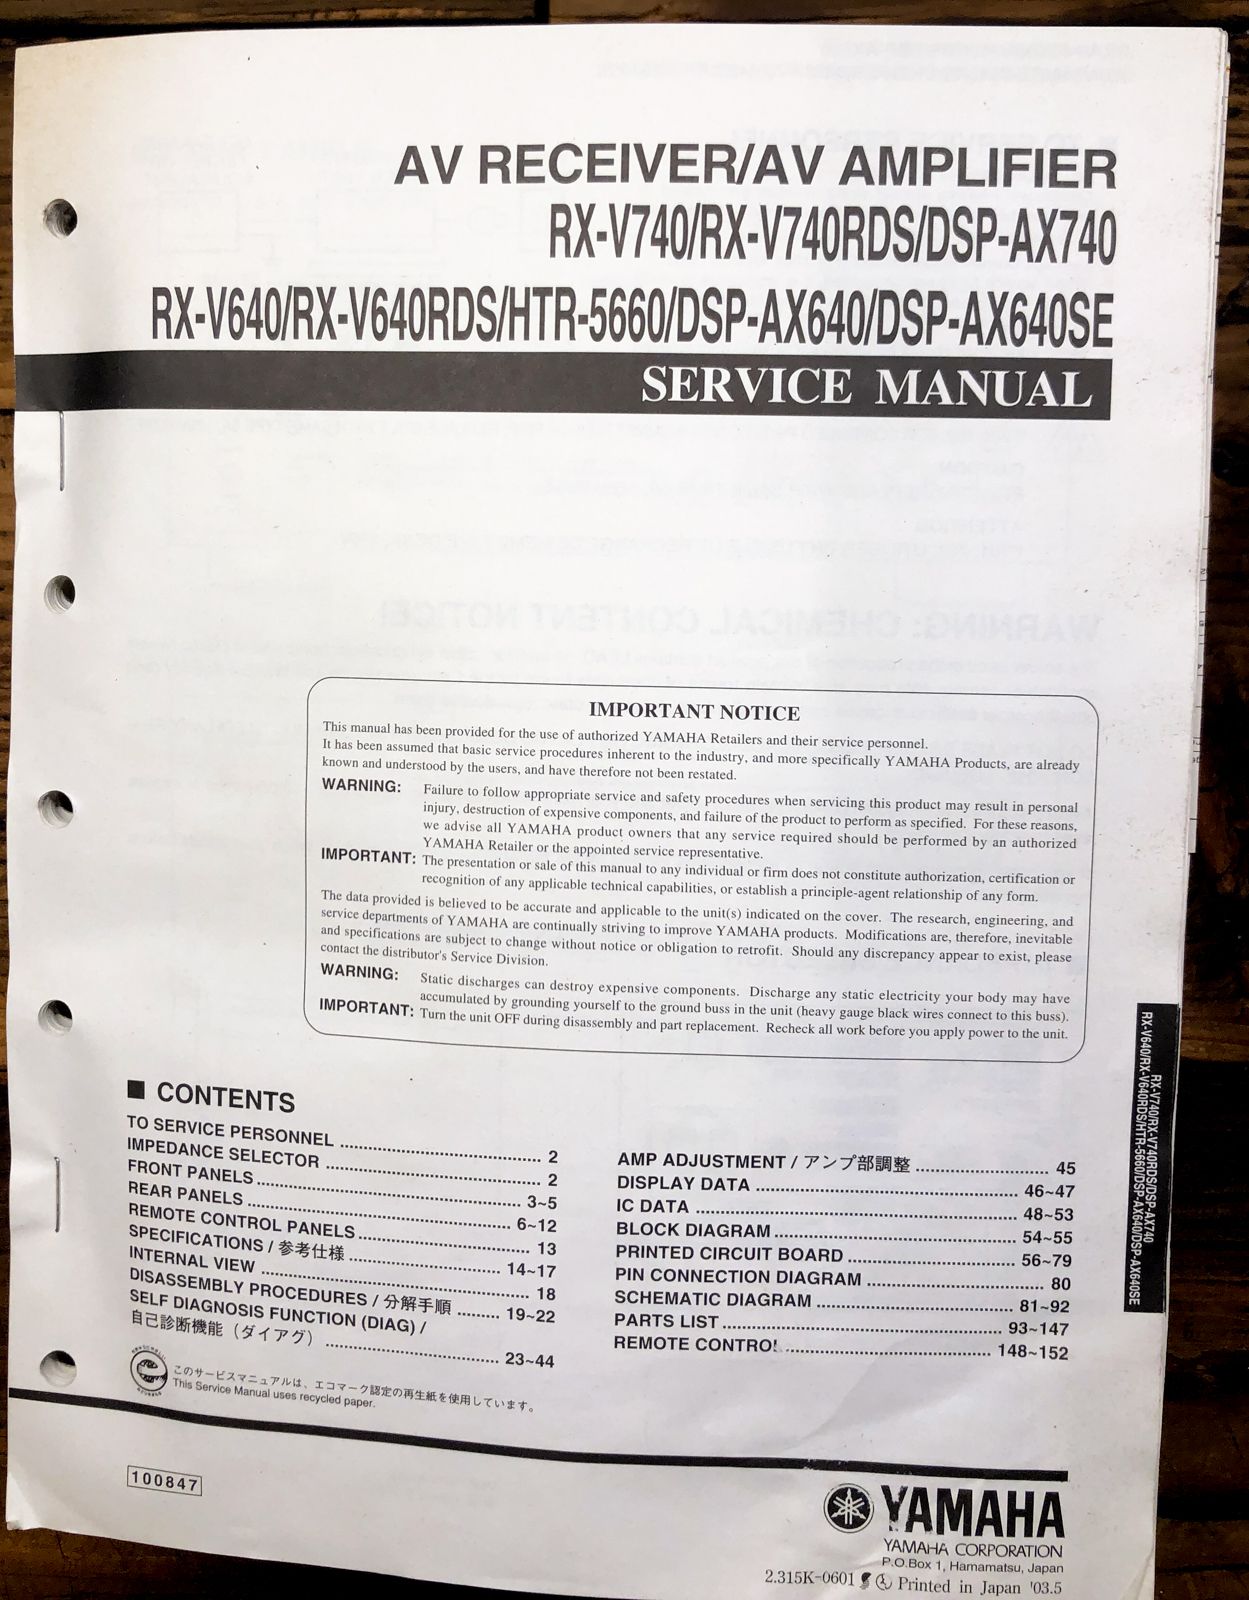 AV RECEIVER/AV AMPLIFIER
RX-V740/RX-V740RDS/DSP-AX740
RX-V640/RX-V640RDS/HTR-5660/DSP-AX640/DSP-AX640SE
SERVICE MANUAL
IMPORTANT NOTICE
This manual has been provided for the use of authorized YAMAHA Retailers and their service personnel.
It has been assumed that basic service procedures inherent to the industry, and more specifically YAMAHA Products, are already
known and understood by the users, and have therefore not been restated.
WARNING: Failure to follow appropriate service and safety procedures when servicing this product may result in personal
injury, destruction of expensive components, and failure of the product to perform as specified. For these reasons,
we advise all YAMAHA product owners that any service required should be performed by an authorized
YAMAHA Retailer or the appointed service representative.
IMPORTANT: The presentation or sale of this manual to any individual or firm does not constitute authorization, certification or
recognition of any applicable technical capabilities, or establish a principle-agent relationship of any form.
The data provided is believed to be accurate and applicable to the unit(s) indicated on the cover. The research, engineering, and
service departments of YAMAHA are continually striving to improve YAMAHA products. Modifications are, therefore, inevitable
and specifications are subject to change without notice or obligation to retrofit. Should any discrepancy appear to exist, please
contact the distributor's Service Division.
WARNING: Static discharges can destroy expensive components. Discharge any static electricity your body may have
accumulated by grounding yourself to the ground buss in the unit (heavy gauge black wires connect to this buss).
IMPORTANT: Turn the unit OFF during disassembly and part replacement. Recheck all work before you apply power to the unit.
■ CONTENTS
TO SERVICE PERSONNEL ........ 2
IMPEDANCE SELECTOR ........ 2
FRONT PANELS ........ 3~5
REAR PANELS ........ 6~12
REMOTE CONTROL PANELS ........ 13
SPECIFICATIONS / 参考仕様 ........ 14~17
INTERNAL VIEW ........ 18
DISASSEMBLY PROCEDURES / 分解手順 ........ 19~22
SELF DIAGNOSIS FUNCTION (DIAG) /
自己診断機能（ダイアグ） ........ 23~44
AMP ADJUSTMENT / アンプ部調整 ........ 45
DISPLAY DATA ........ 46~47
IC DATA ........ 48~53
BLOCK DIAGRAM ........ 54~55
PRINTED CIRCUIT BOARD ........ 56~79
PIN CONNECTION DIAGRAM ........ 80
SCHEMATIC DIAGRAM ........ 81~92
PARTS LIST ........ 93~147
REMOTE CONTRO ........ 148~152
このサービスマニュアルは、エコマーク認定の再生紙を使用しています。
This Service Manual uses recycled paper.
RX-V740/RX-V740RDS/DSP-AX740
RX-V640/RX-V640RDS/HTR-5660/DSP-AX640/DSP-AX640SE
100847
YAMAHA
YAMAHA CORPORATION
P.O.Box 1, Hamamatsu, Japan
2.315K-0601 Printed in Japan '03.5